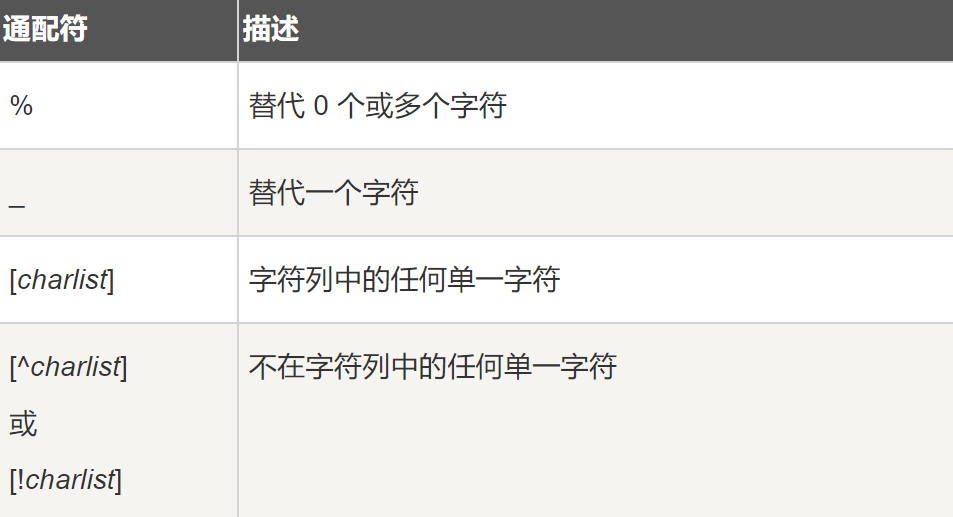 通配符 描述
% 替代 0 个或多个字符
_ 替代一个字符
[charlist] 字符列中的任何单一字符
[^charlist] 不在字符列中的任何单一字符
或
[!charlist]